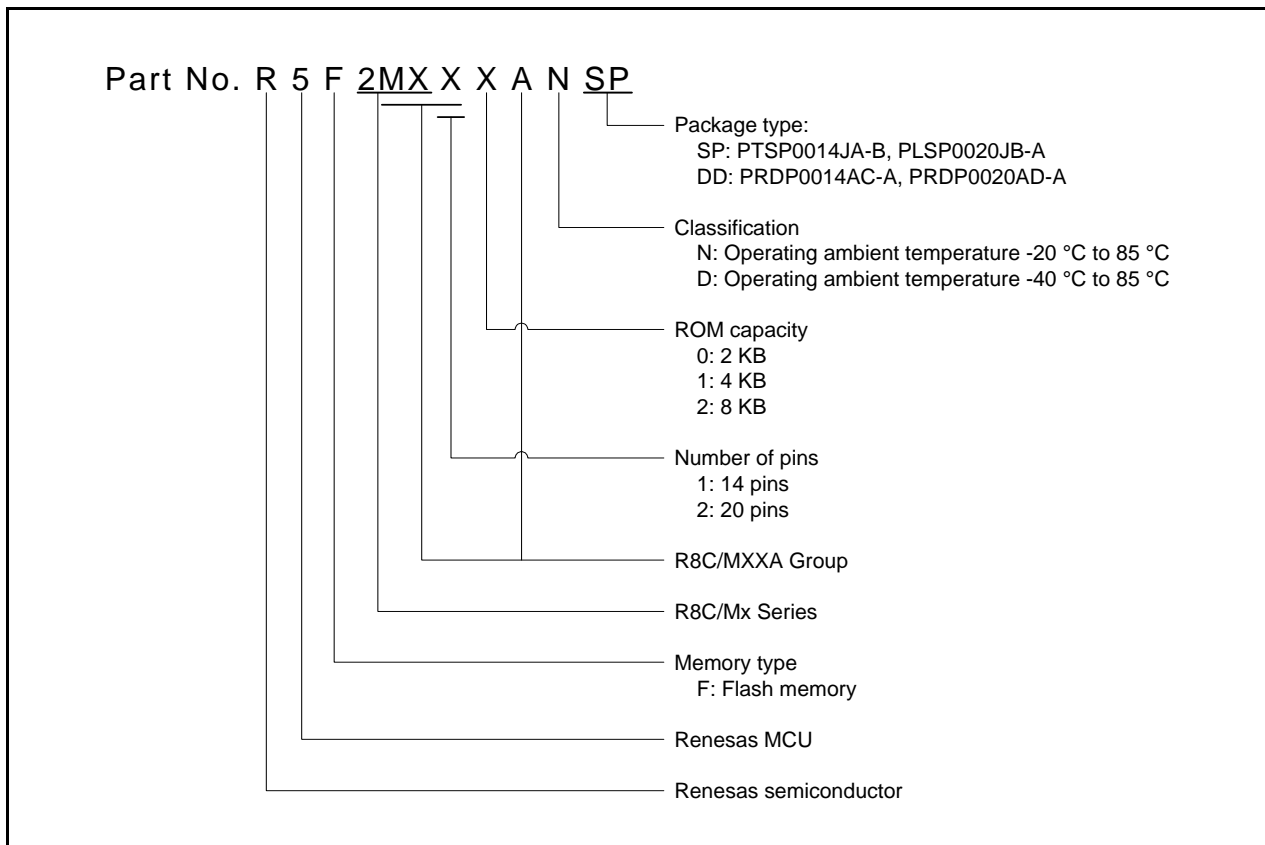 Part No. R 5 F 2MX X X A N SP
Package type:
SP: PTSP0014JA-B, PLSP0020JB-A
DD: PRDP0014AC-A, PRDP0020AD-A
Classification
N: Operating ambient temperature -20 °C to 85 °C
D: Operating ambient temperature -40 °C to 85 °C
ROM capacity
0: 2 KB
1: 4 KB
2: 8 KB
Number of pins
1: 14 pins
2: 20 pins
R8C/MXXA Group
R8C/Mx Series
Memory type
F: Flash memory
Renesas MCU
Renesas semiconductor